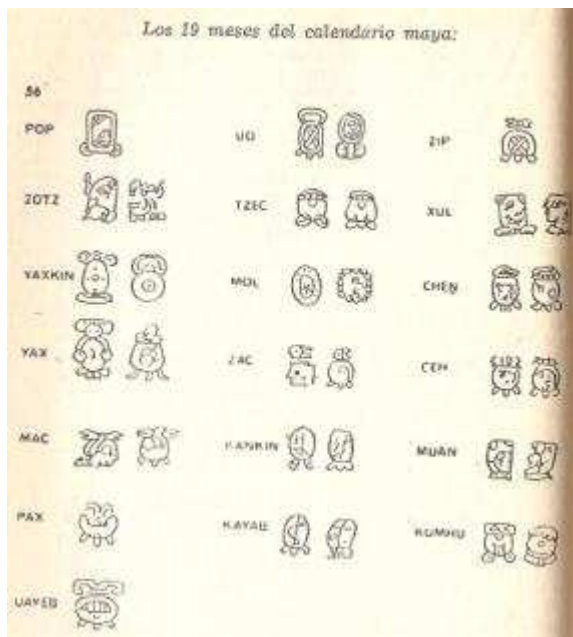 Los 19 meses del calendario maya:
56
POP UO ZIP
ZOTZ TZEC XUL
YAXKIN MOL CHEN
YAX ZAC CEH
MAC KANKIN MUAN
PAX KAYAB KUMHU
UAYEB